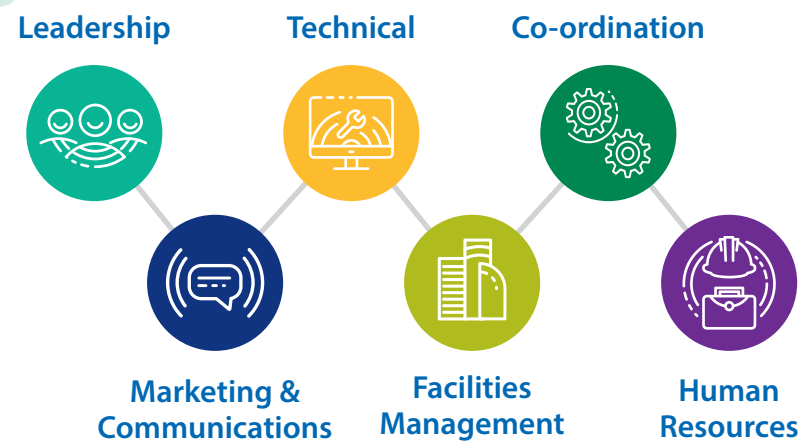 Leadership
Technical
Co-ordination
Marketing &
Communications
Facilities
Management
Human
Resources